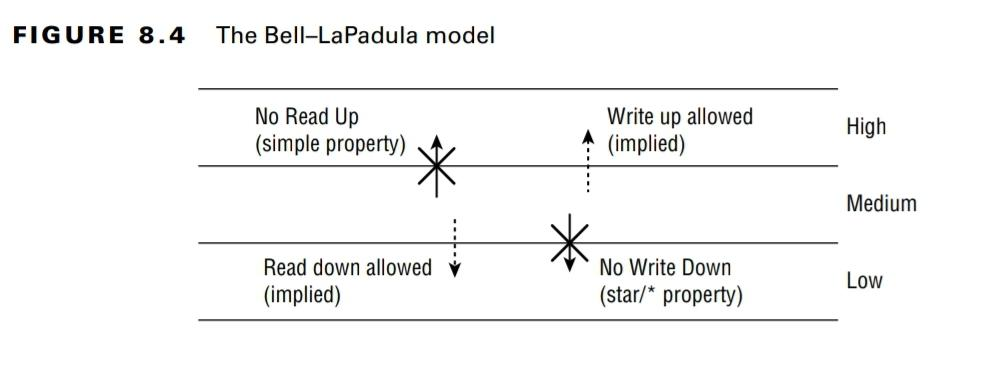 FIGURE 8.4 The Bell–LaPadula model
No Read Up
(simple property)
Write up allowed
(implied)
High
Medium
Read down allowed
(implied)
No Write Down
(star/* property)
Low